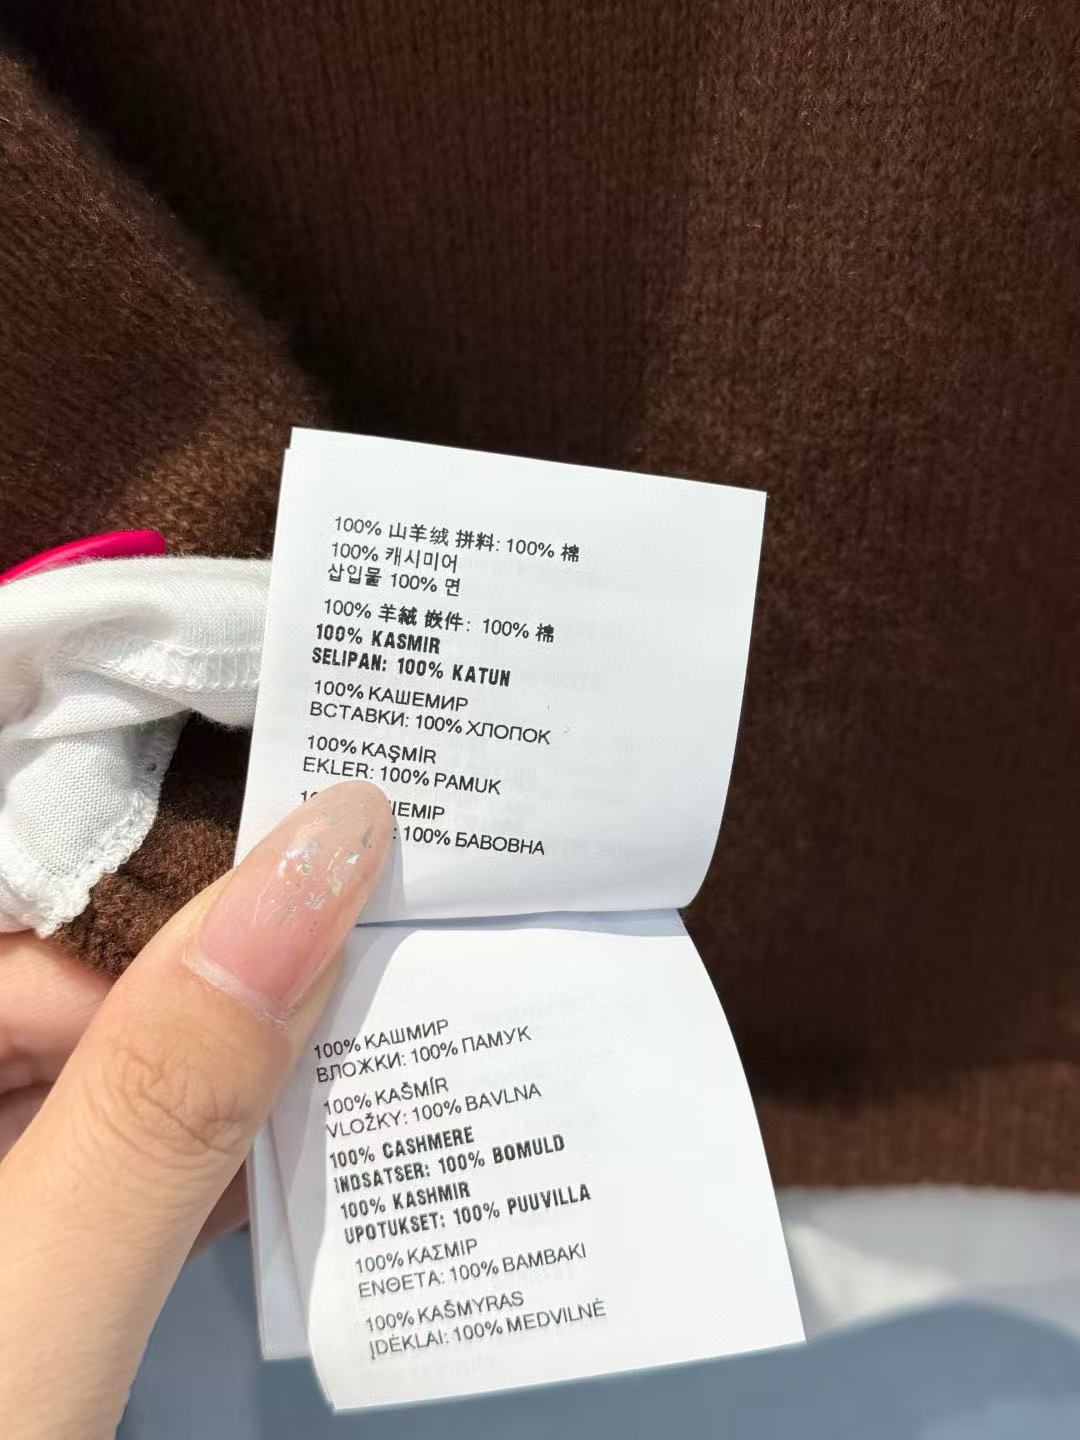 100% 山羊绒 拼料: 100% 棉
100% 캐시미어
삽입물 100% 면
100% 羊絨 嵌件: 100% 棉
100% KASMIR
SELIPAN: 100% KATUN
100% КАШЕМИР
ВСТАВКИ: 100% ХЛОПОК
100% KAŞMİR
EKLER: 100% PAMUK
: 100% БАВОВНА
100% КАШМИР
ВЛОЖКИ: 100% ПАМУК
100% KAŠMÍR
VLOŽKY: 100% BAVLNA
100% CASHMERE
INDSATSER: 100% BOMULD
100% KASHMIR
UPOTUKSET: 100% PUUVILLA
100% ΚΑΣΜΙΡ
ΕΝΘΕΤΑ: 100% ΒΑΜΒΑΚΙ
100% KAŠMYRAS
ĮDĖKLAI: 100% MEDVILNĖ